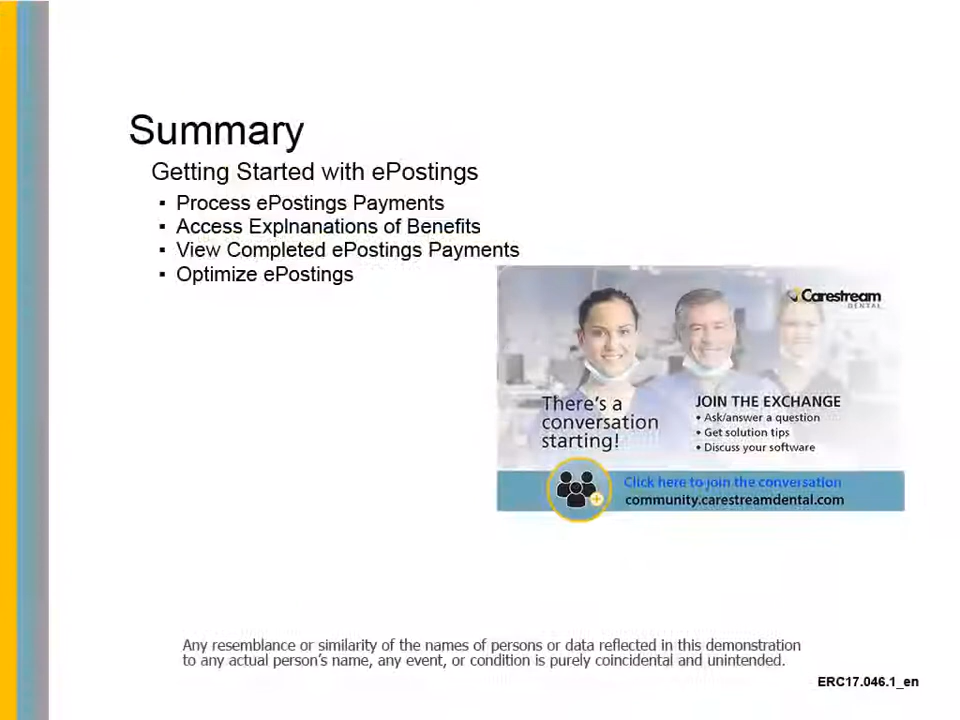 Summary
Getting Started with ePostings
▪ Process ePostings Payments
▪ Access Explnanations of Benefits
▪ View Completed ePostings Payments
▪ Optimize ePostings
Carestream
DENTAL
There's a
conversation
starting!
JOIN THE EXCHANGE
• Ask/answer a question
• Get solution tips
• Discuss your software
Click here to join the conversation
community.carestreamdental.com
Any resemblance or similarity of the names of persons or data reflected in this demonstration
to any actual person's name, any event, or condition is purely coincidental and unintended.
ERC17.046.1_en